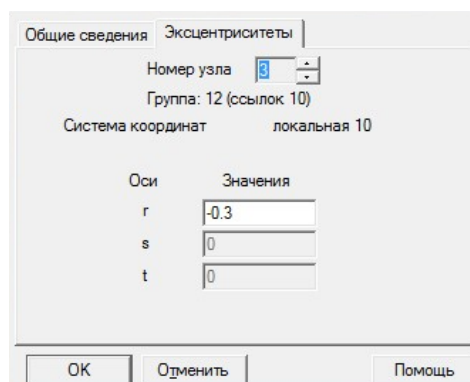 Общие сведения Эксцентриситеты
Номер узла 3
Группа: 12 (ссылок 10)
Система координат локальная 10
Оси Значения
r -0.3
s 0
t 0
OK Отменить Помощь